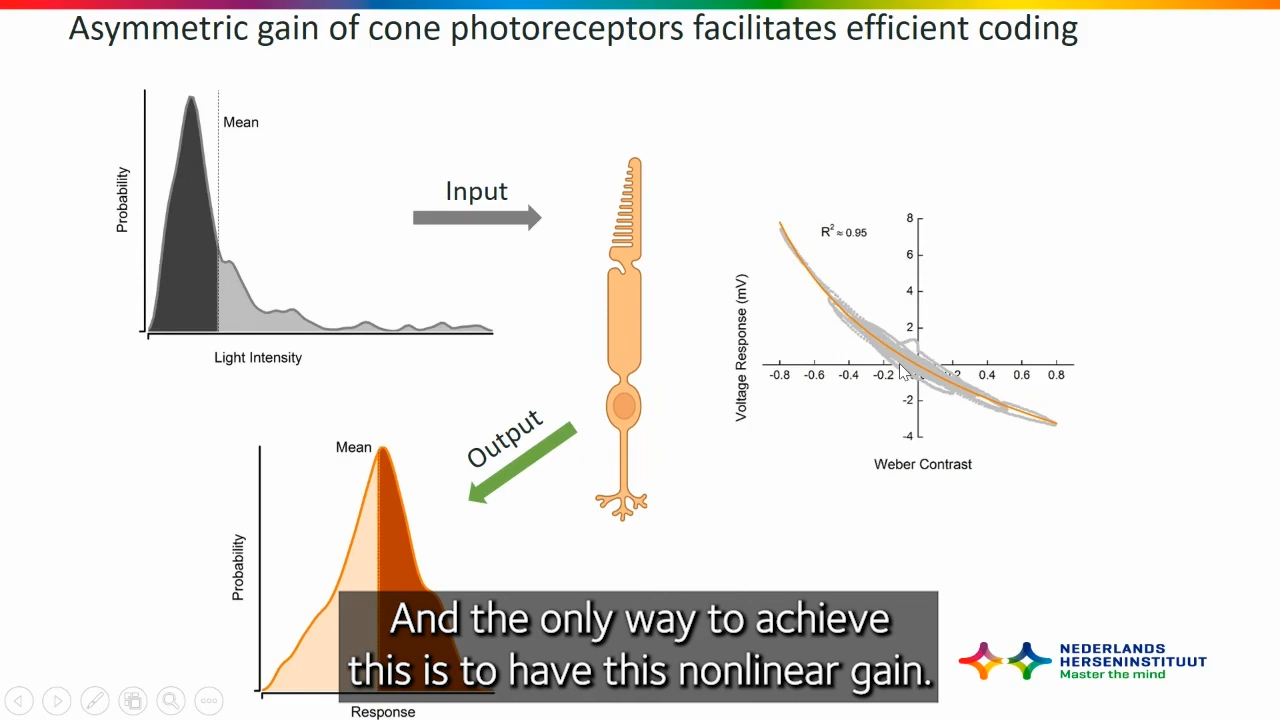 Asymmetric gain of cone photoreceptors facilitates efficient coding
Mean
Probability
Light Intensity
Input
R² ≈ 0.95
8
6
4
2
-2
-4
-0.8 -0.6 -0.4 -0.2 0.4 0.6 0.8
Voltage Response (mV)
Weber Contrast
Output
Mean
Probability
Response
And the only way to achieve
this is to have this nonlinear gain.
NEDERLANDS
HERSENINSTITUUT
Master the mind